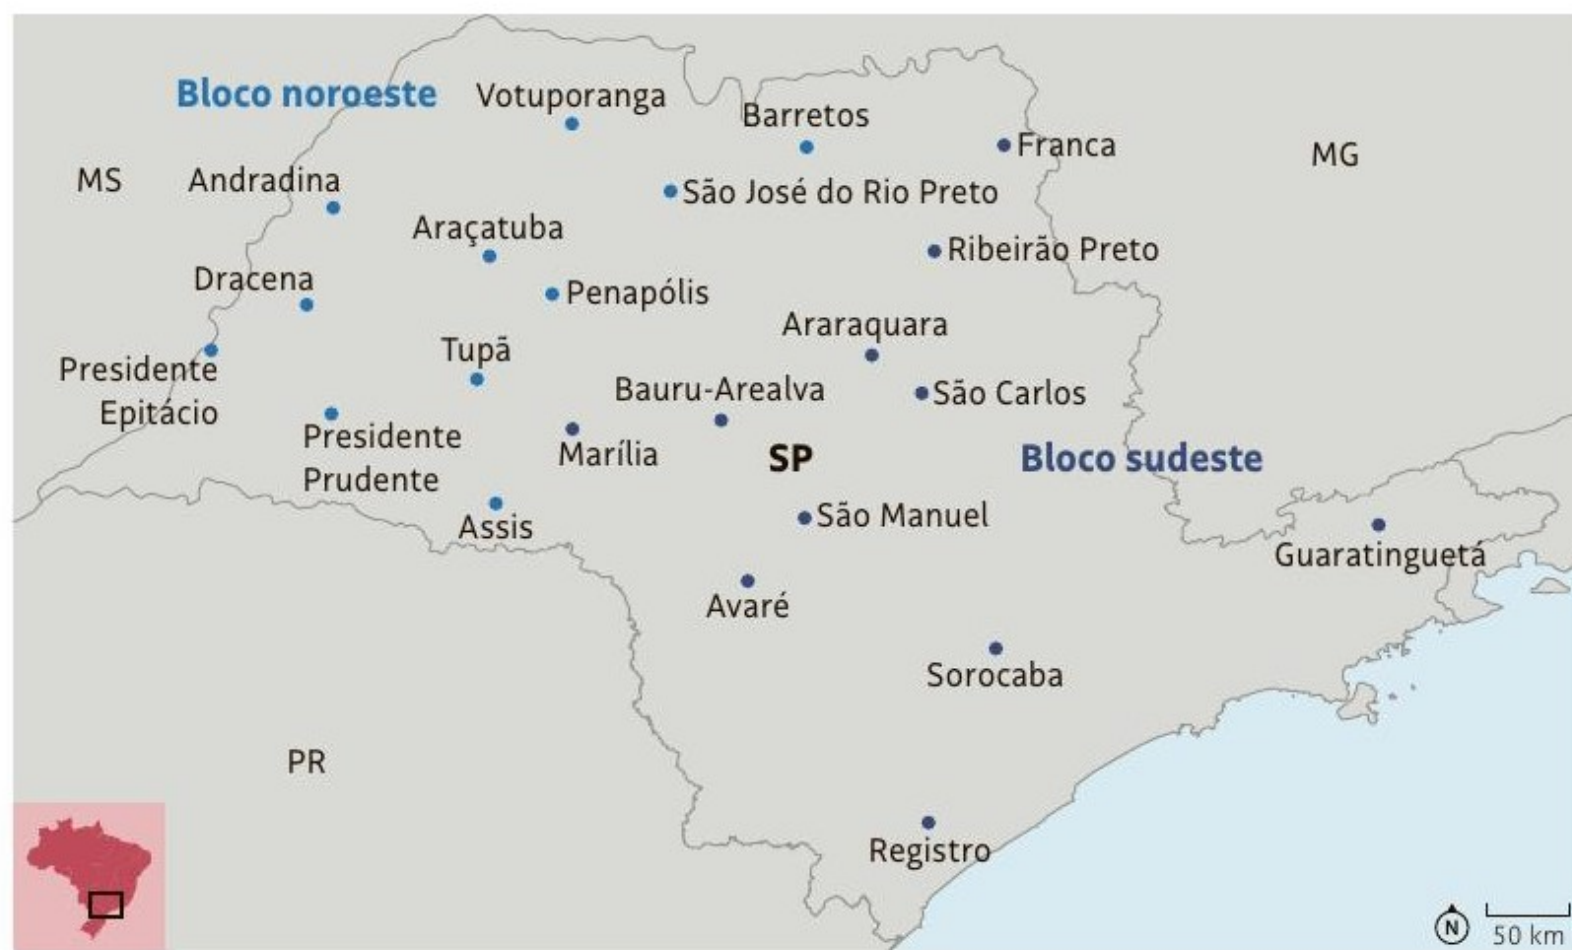 Bloco noroeste
Votuporanga
Barretos
Franca
MG
MS
Andradina
São José do Rio Preto
Araçatuba
Ribeirão Preto
Dracena
Penapólis
Araraquara
Tupã
Presidente
Epitácio
Bauru-Arealva
São Carlos
Presidente
Prudente
Marília
SP
Bloco sudeste
Assis
São Manuel
Guaratinguetá
Avaré
Sorocaba
PR
Registro
N
50 km